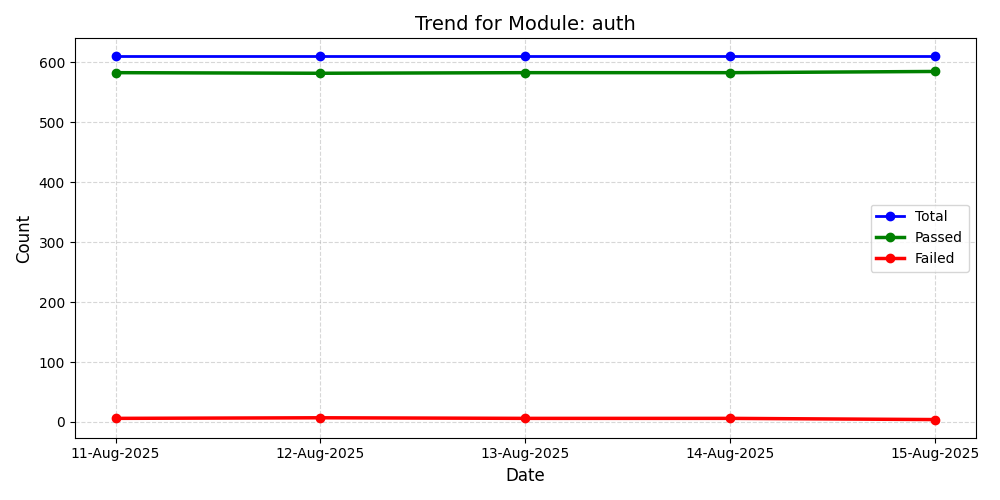 Trend for Module: auth
600
500
400
300
200
100
0
Count
Total
Passed
Failed
11-Aug-2025
12-Aug-2025
13-Aug-2025
14-Aug-2025
15-Aug-2025
Date